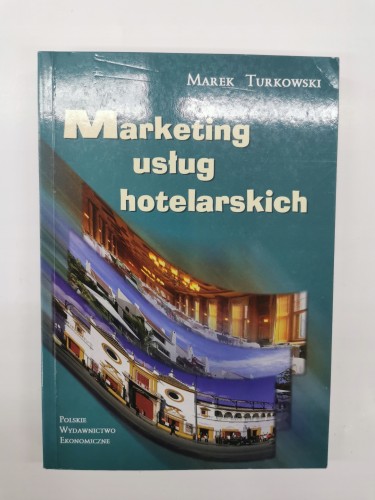 MAREK TURKOWSKI
Marketing
usług
hotelarskich
POLSKIE
WYDAWNICTWO
EKONOMICZNE